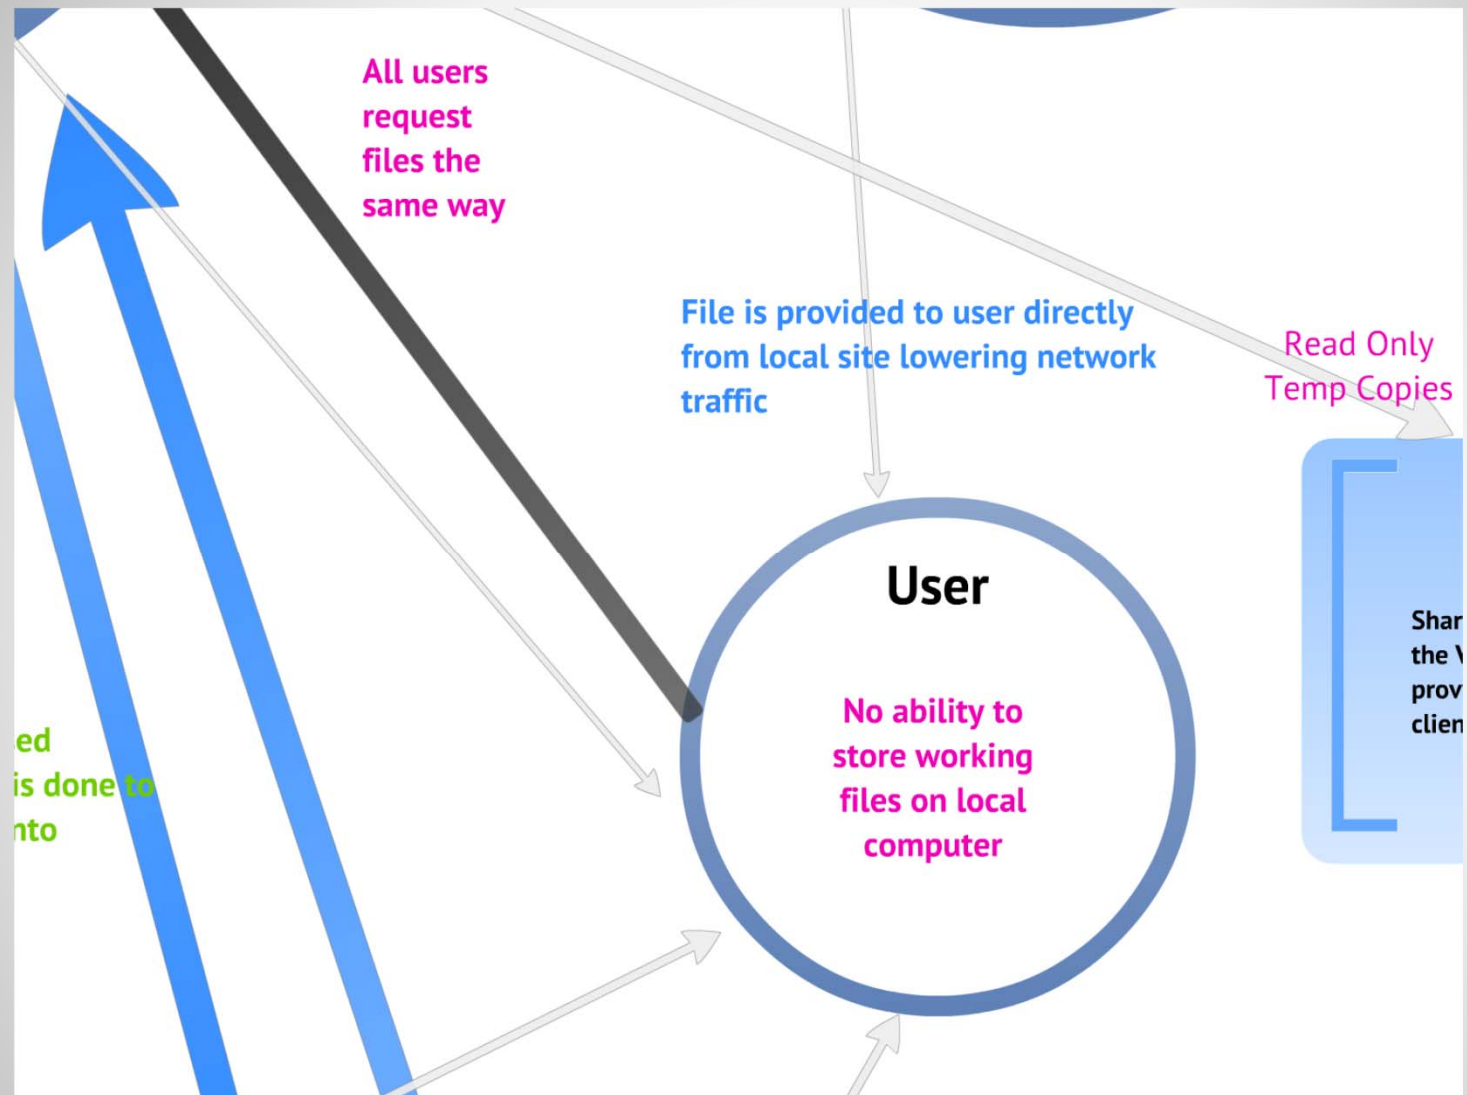 All users
request
files the
same way
File is provided to user directly
from local site lowering network
traffic
Read Only
Temp Copies
User
No ability to
store working
files on local
computer
Shar
the
prov
clien
ed
is done to
nto